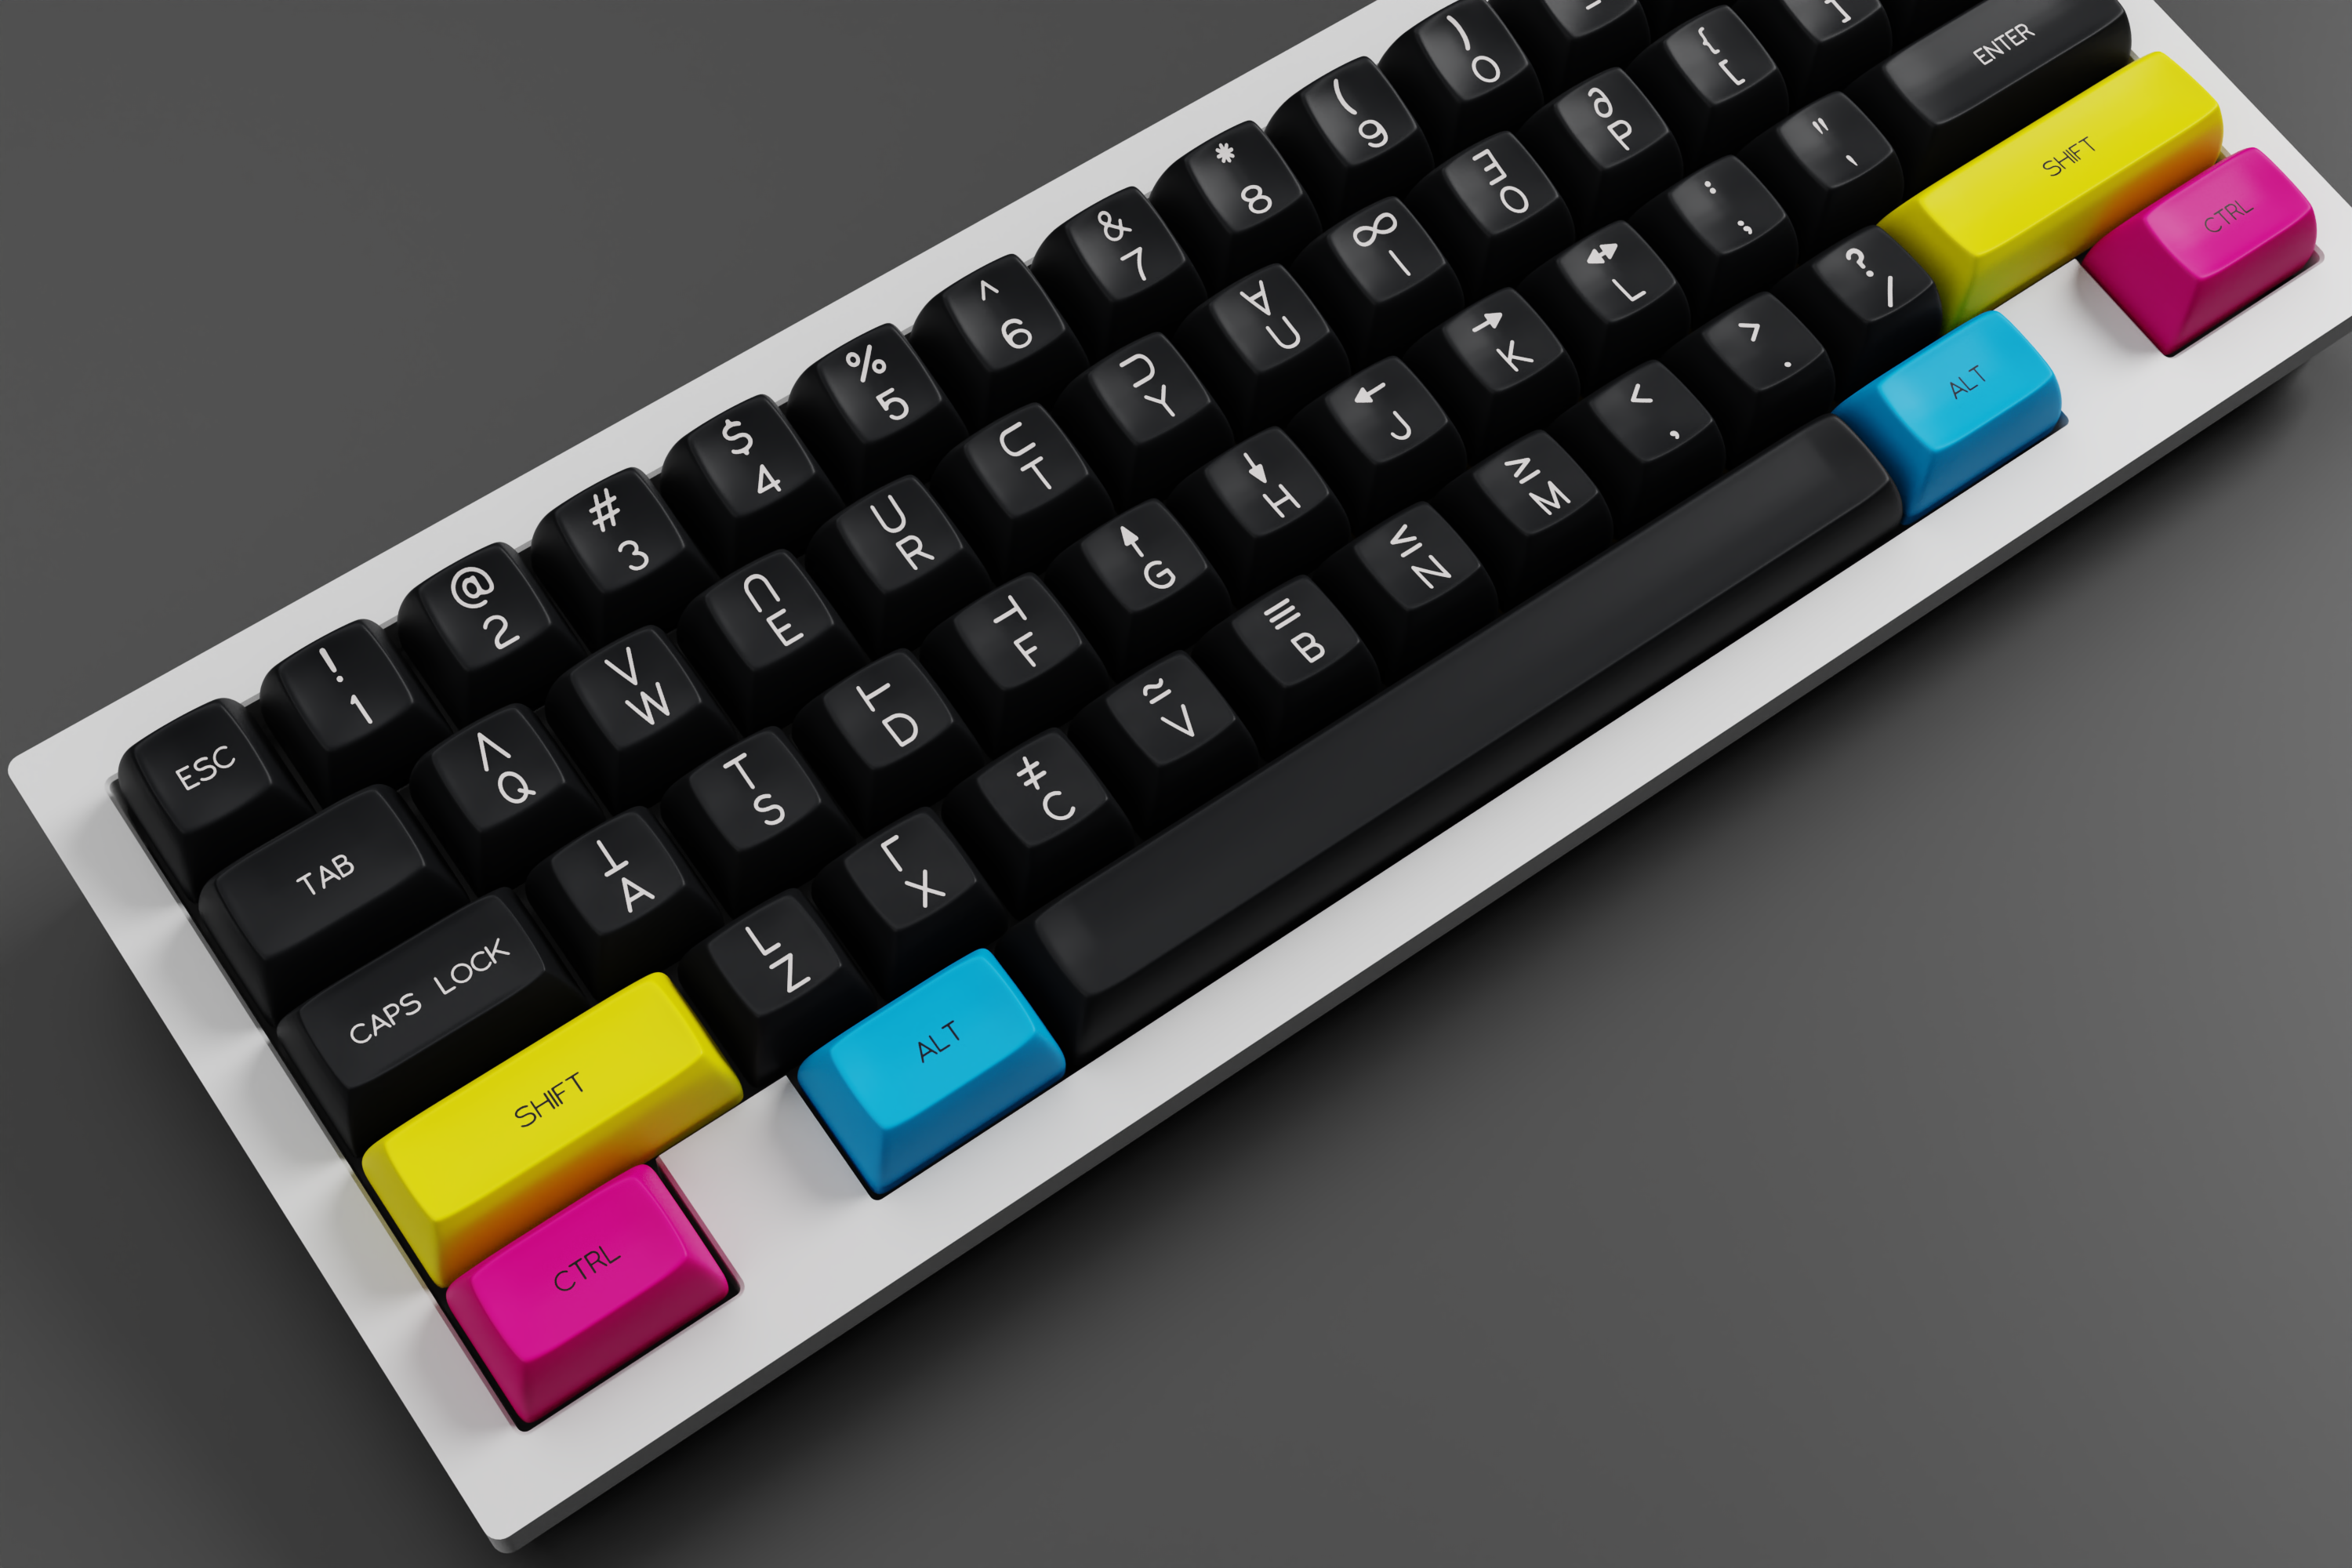 ESC ! 1 @ 2 # 3 $ 4 % 5 ^ 6 & 7 * 8 ( 9 ) 0 -
TAB ∧ Q ∨ W ∩ E ∪ R ⊂ T ⊃ Y ∀ U ∞ I ∃ O ∂ P { [ ]
CAPS LOCK ⊥ A ⊤ S ⊢ D ⊤ F ↑ G ↓ H ← J → K ↔ L : ; " ' ENTER
SHIFT ⌊ Z ⌈ X ≠ C ≈ V ≡ B ≤ N ≥ M < , > . ? / SHIFT
CTRL ALT ALT CTRL